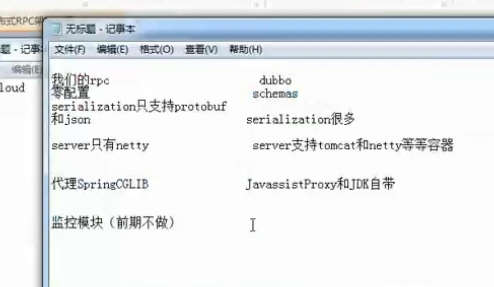 布式RPC
无标题 - 记事本
题 - 记事
文件(F) 编辑(E) 格式(O) 查看(V) 帮助(H)
编辑(E
loud
我们的rpc dubbo
零配置 schemas
serialization只支持protobuf
和json serialization很多
server只有netty server支持tomcat和netty等等容器
代理SpringCGLIB JavassistProxy和JDK自带
监控模块（前期不做）